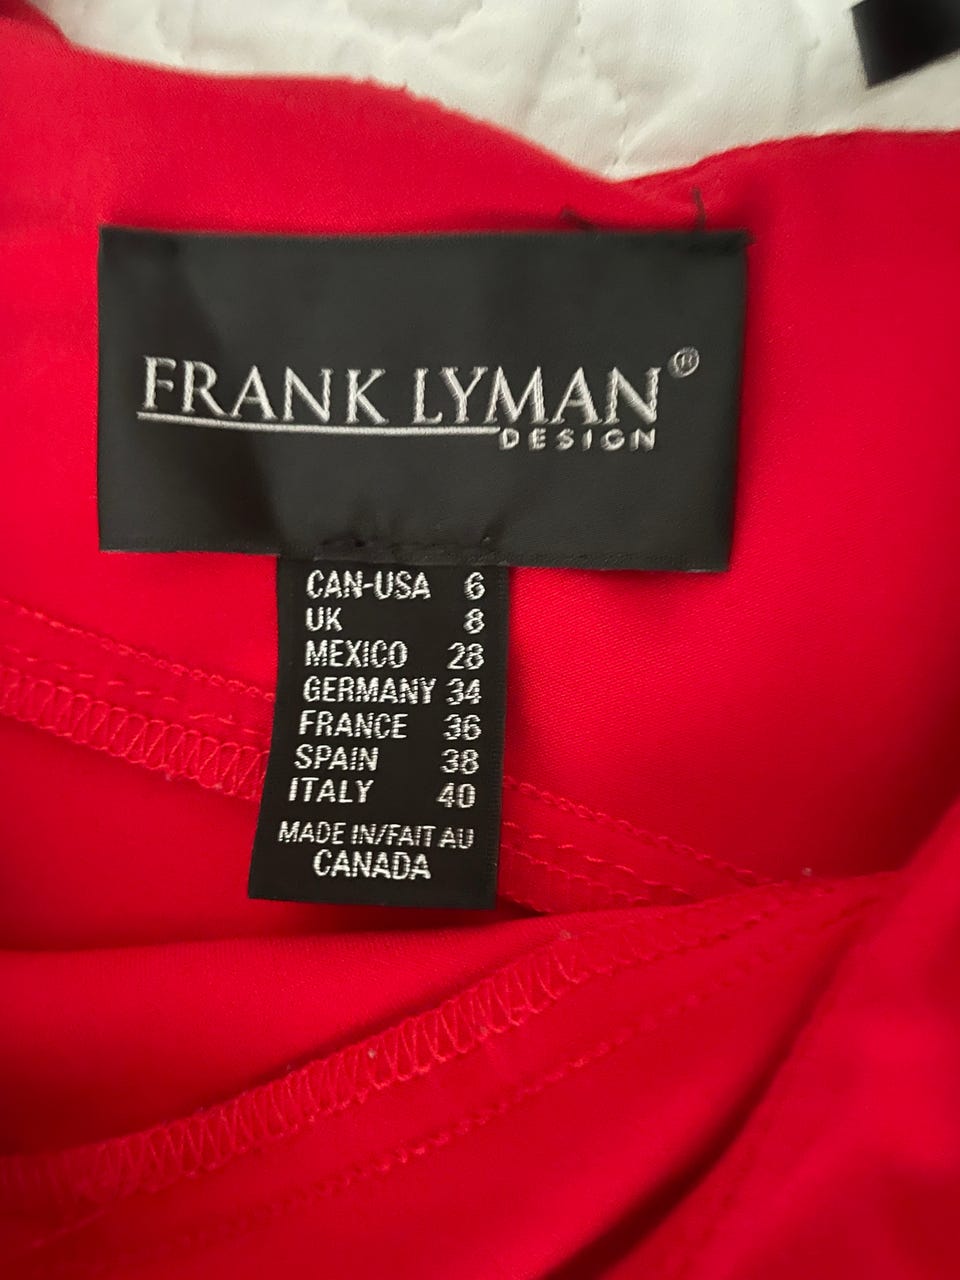 FRANK LYMAN®
DESIGN
CAN-USA 6
UK 8
MEXICO 28
GERMANY 34
FRANCE 36
SPAIN 38
ITALY 40
MADE IN/FAIT AU
CANADA